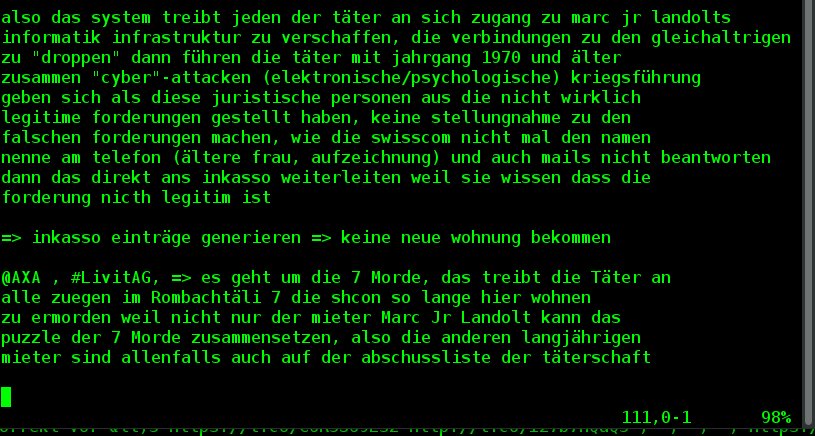 also das system treibt jeden der täter an sich zugang zu marc jr landolts
informatik infrastruktur zu verschaffen, die verbindungen zu den gleichaltrigen
zu "droppen" dann führen die täter mit jahrgang 1970 und älter
zusammen "cyber"-attacken (elektronische/psychologische) kriegsführung
geben sich als diese juristische personen aus die nicht wirklich
legitime forderungen gestellt haben, keine stellungnahme zu den
falschen forderungen machen, wie die swisscom nicht mal den namen
nenne am telefon (ältere frau, aufzeichnung) und auch mails nicht beantworten
dann das direkt ans inkasso weiterleiten weil sie wissen dass die
forderung nicth legitim ist
=> inkasso einträge generieren => keine neue wohnung bekommen
@AXA , #LivitAG, => es geht um die 7 Morde, das treibt die Täter an
alle zuegen im Rombachtäli 7 die shcon so lange hier wohnen
zu ermorden weil nicht nur der mieter Marc Jr Landolt kann das
puzzle der 7 Morde zusammensetzen, also die anderen langjährigen
mieter sind allenfalls auch auf der abschussliste der täterschaft
111,0-1 98%